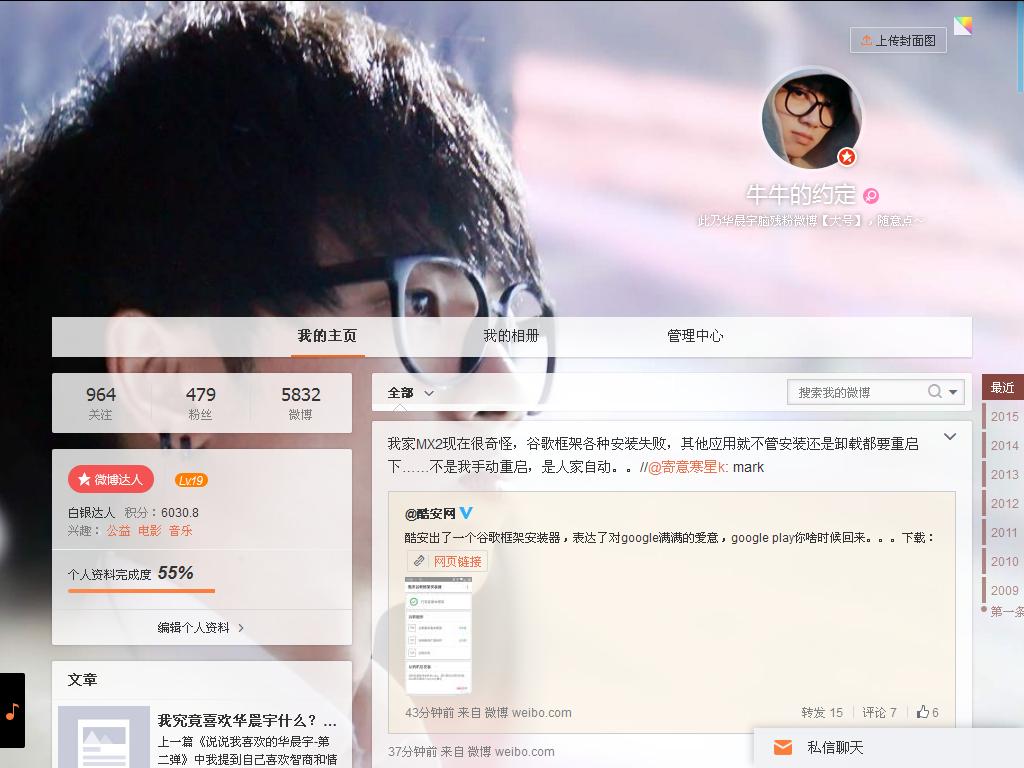 上传封面图
牛牛的约定
此乃华晨宇脑残粉微博【大号】，随意点~
我的主页 我的相册 管理中心
964 479 5832
关注 粉丝 微博
微博达人 Lv.19
白银达人 积分：6030.8
兴趣： 公益 电影 音乐
个人资料完成度 55%
编辑个人资料 >
文章
我究竟喜欢华晨宇什么？...
上一篇《说说我喜欢的华晨宇-第
二弹》中我提到自己喜欢智商和情
全部 搜索我的微博
我家MX2现在很奇怪，谷歌框架各种安装失败，其他应用就不管安装还是卸载都要重启
下……不是我手动重启，是人家自动。。//@寄意寒星k: mark
@酷安网
酷安出了一个谷歌框架安装器，表达了对google满满的爱意，google play你啥时候回来。。。下载：
网页链接
43分钟前 来自 微博 weibo.com 转发 15 评论 7 6
37分钟前 来自 微博 weibo.com
私信聊天
最近
2015
2014
2013
2012
2011
2010
2009
第一条